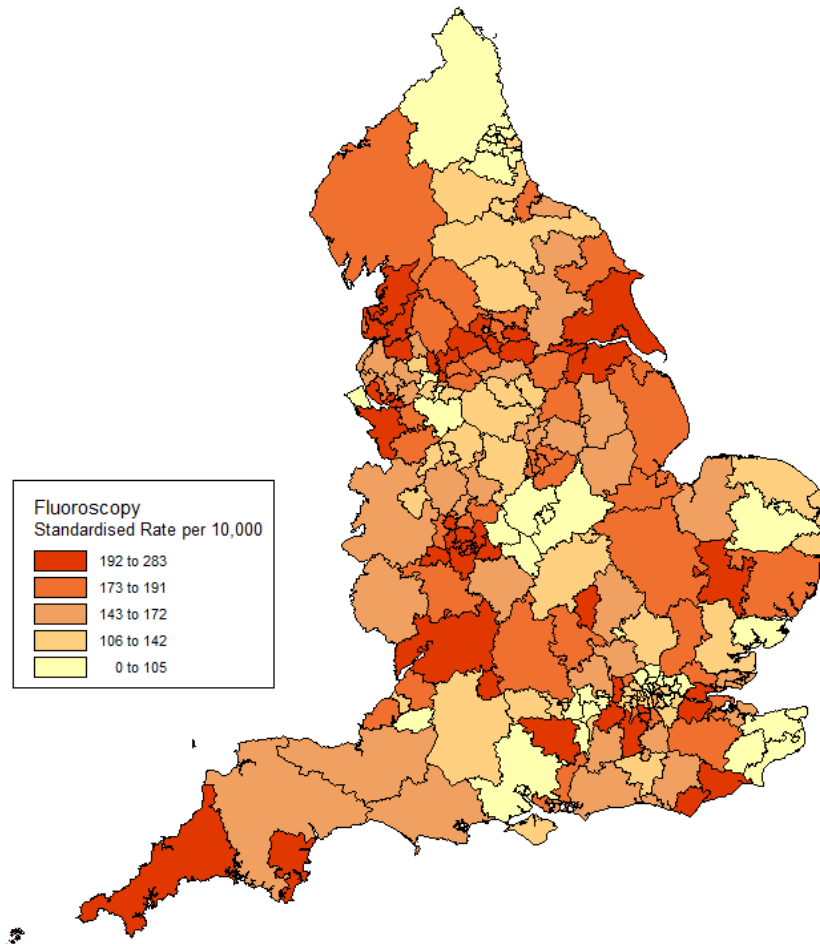 Fluoroscopy
Standardised Rate per 10,000
192 to 283
173 to 191
143 to 172
106 to 142
0 to 105